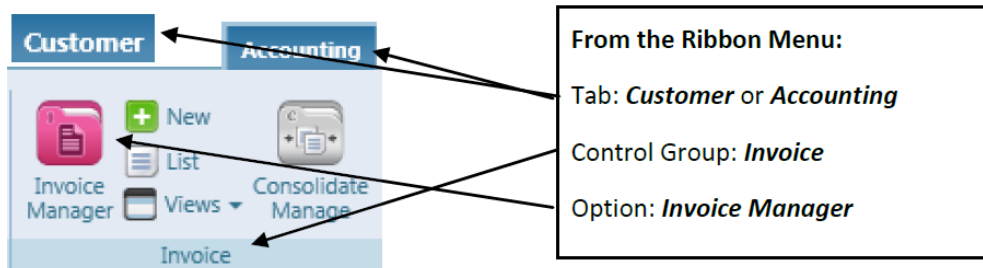 Customer
Accounting
New
List
Views
Invoice
Manager
Consolidate
Manage
Invoice
From the Ribbon Menu:
Tab: Customer or Accounting
Control Group: Invoice
Option: Invoice Manager